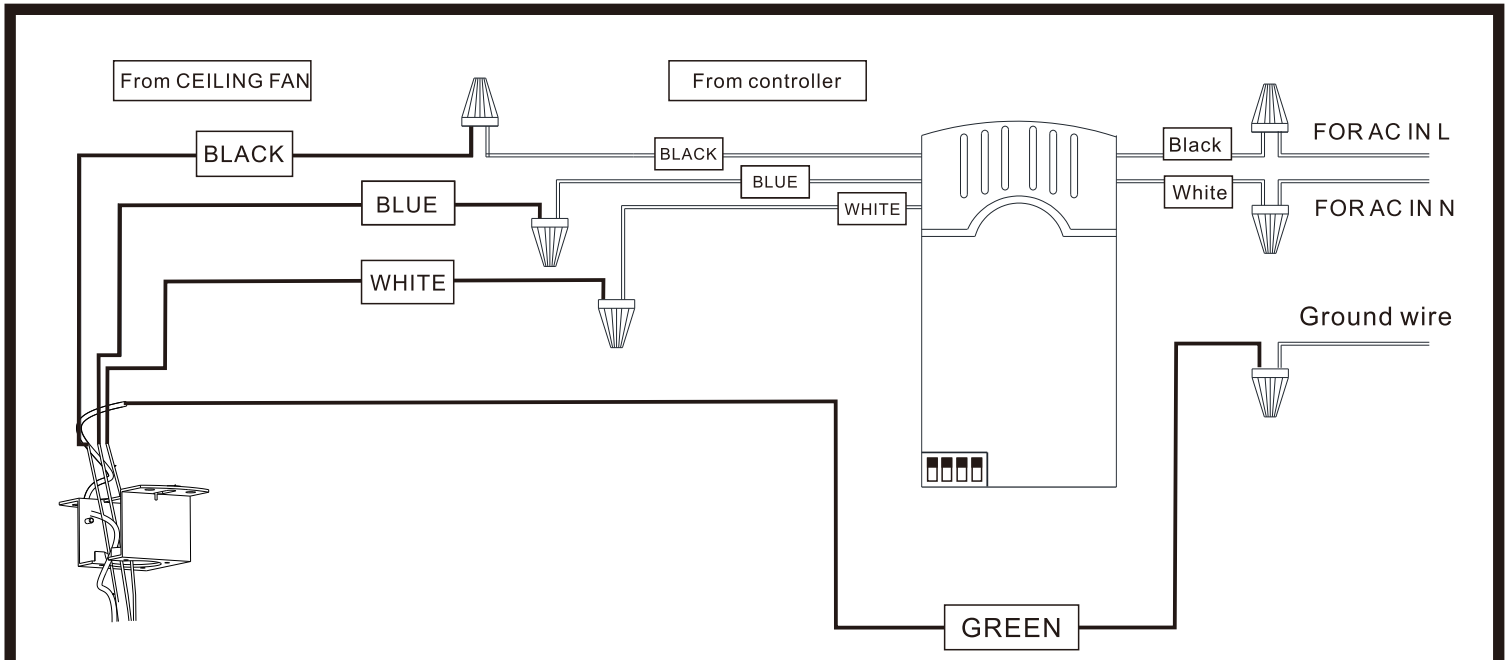 From CEILING FAN
From controller
BLACK
BLACK
Black
FOR AC IN L
BLUE
BLUE
White
WHITE
FOR AC IN N
WHITE
Ground wire
GREEN